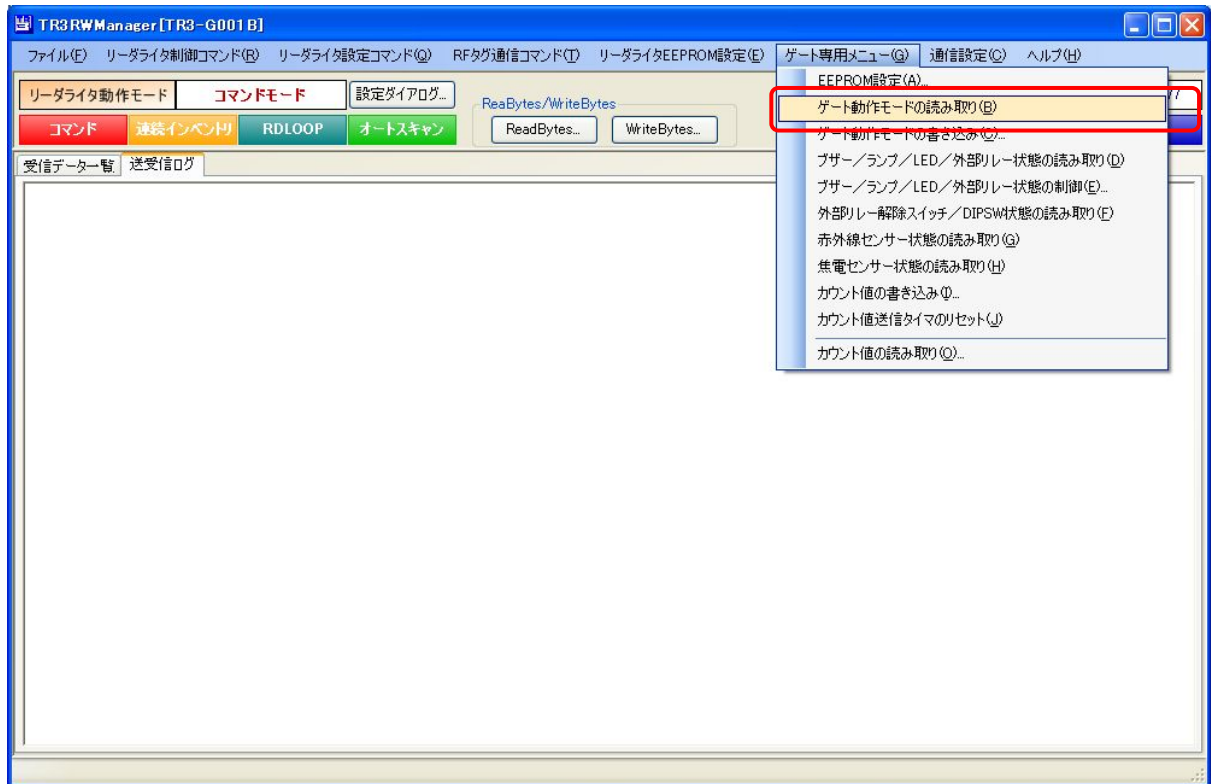 TR3RWManager[TR3-G001B]
ファイル(F) リーダライタ制御コマンド(R) リーダライタ設定コマンド(Q) RFタグ通信コマンド(T) リーダライタEEPROM設定(E) ゲート専用メニュー(G) 通信設定(C) ヘルプ(H)
リーダライタ動作モード コマンドモード 設定ダイアログ...
ReaBytes/WriteBytes
コマンド 連続インベントリ RDLOOP オートスキャン ReadBytes... WriteBytes...
受信データ一覧 送受信ログ
EEPROM設定(A)...
ゲート動作モードの読み取り(B)
ゲート動作モードの書き込み(C)...
ブザー/ランプ/LED/外部リレー状態の読み取り(D)
ブザー/ランプ/LED/外部リレー状態の制御(E)...
外部リレー解除スイッチ/DIPSW状態の読み取り(F)
赤外線センサー状態の読み取り(G)
焦電センサー状態の読み取り(H)
カウント値の書き込み(I)...
カウント値送信タイマのリセット(J)
カウント値の読み取り(O)...